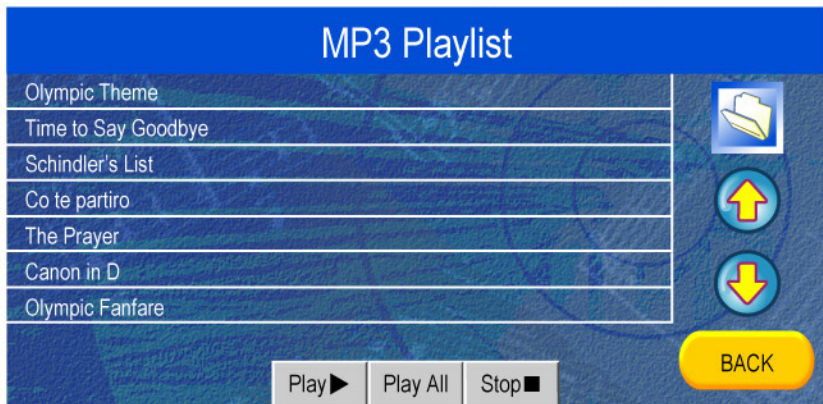 MP3 Playlist
Olympic Theme
Time to Say Goodbye
Schindler's List
Co te partiro
The Prayer
Canon in D
Olympic Fanfare
Play▶ Play All Stop■
BACK